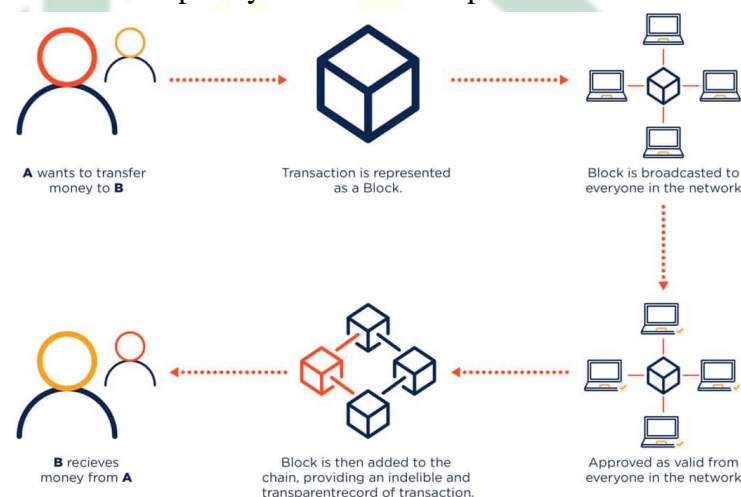 A wants to transfer
money to B
Transaction is represented
as a Block.
Block is broadcasted to
everyone in the network
B recieves
money from A
Block is then added to the
chain, providing an indelible and
transparentrecord of transaction.
Approved as valid from
everyone in the network